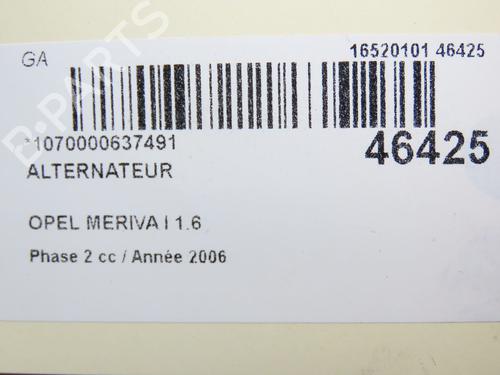 GA
16520101 46425
*1070000637491
46425
ALTERNATEUR
OPEL MERIVA I 1.6
Phase 2 cc / Année 2006
B-PARTS